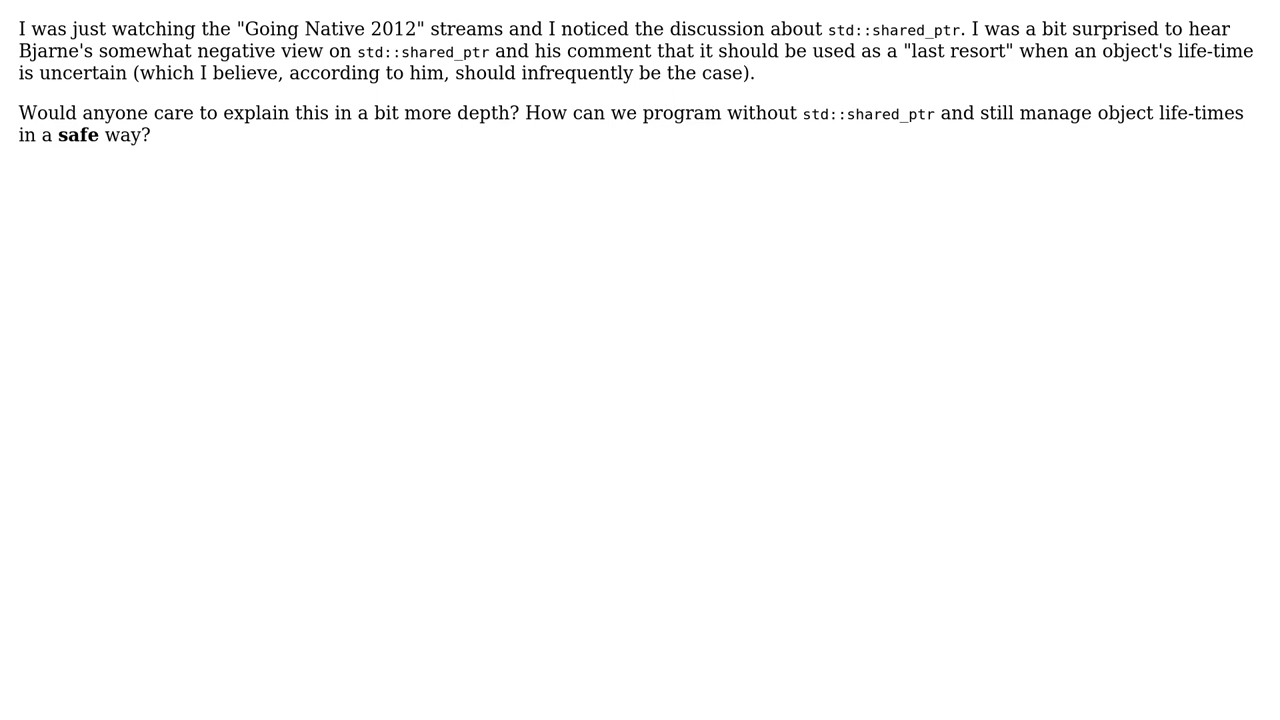 I was just watching the "Going Native 2012" streams and I noticed the discussion about std::shared_ptr. I was a bit surprised to hear
Bjarne's somewhat negative view on std::shared_ptr and his comment that it should be used as a "last resort" when an object's life-time
is uncertain (which I believe, according to him, should infrequently be the case).
Would anyone care to explain this in a bit more depth? How can we program without std::shared_ptr and still manage object life-times
in a safe way?